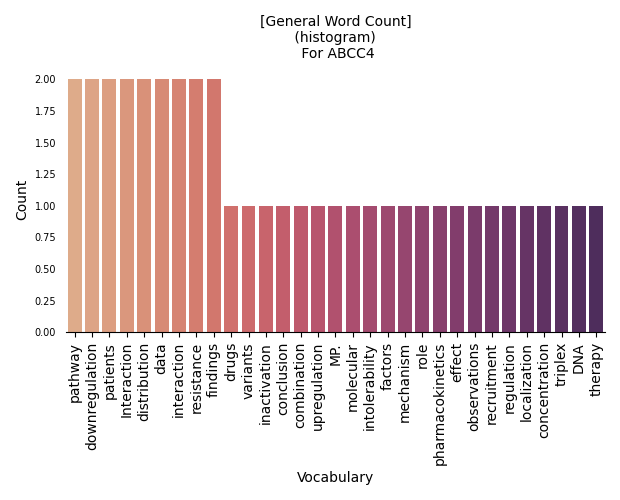 [General Word Count]
(histogram)
For ABCC4
Count
2.00
1.75
1.50
1.25
1.00
0.75
0.50
0.25
0.00
pathway
downregulation
patients
Interaction
distribution
data
interaction
resistance
findings
drugs
variants
inactivation
conclusion
combination
upregulation
MP.
molecular
intolerability
factors
mechanism
role
pharmacokinetics
effect
observations
recruitment
regulation
localization
concentration
triplex
DNA
therapy
Vocabulary